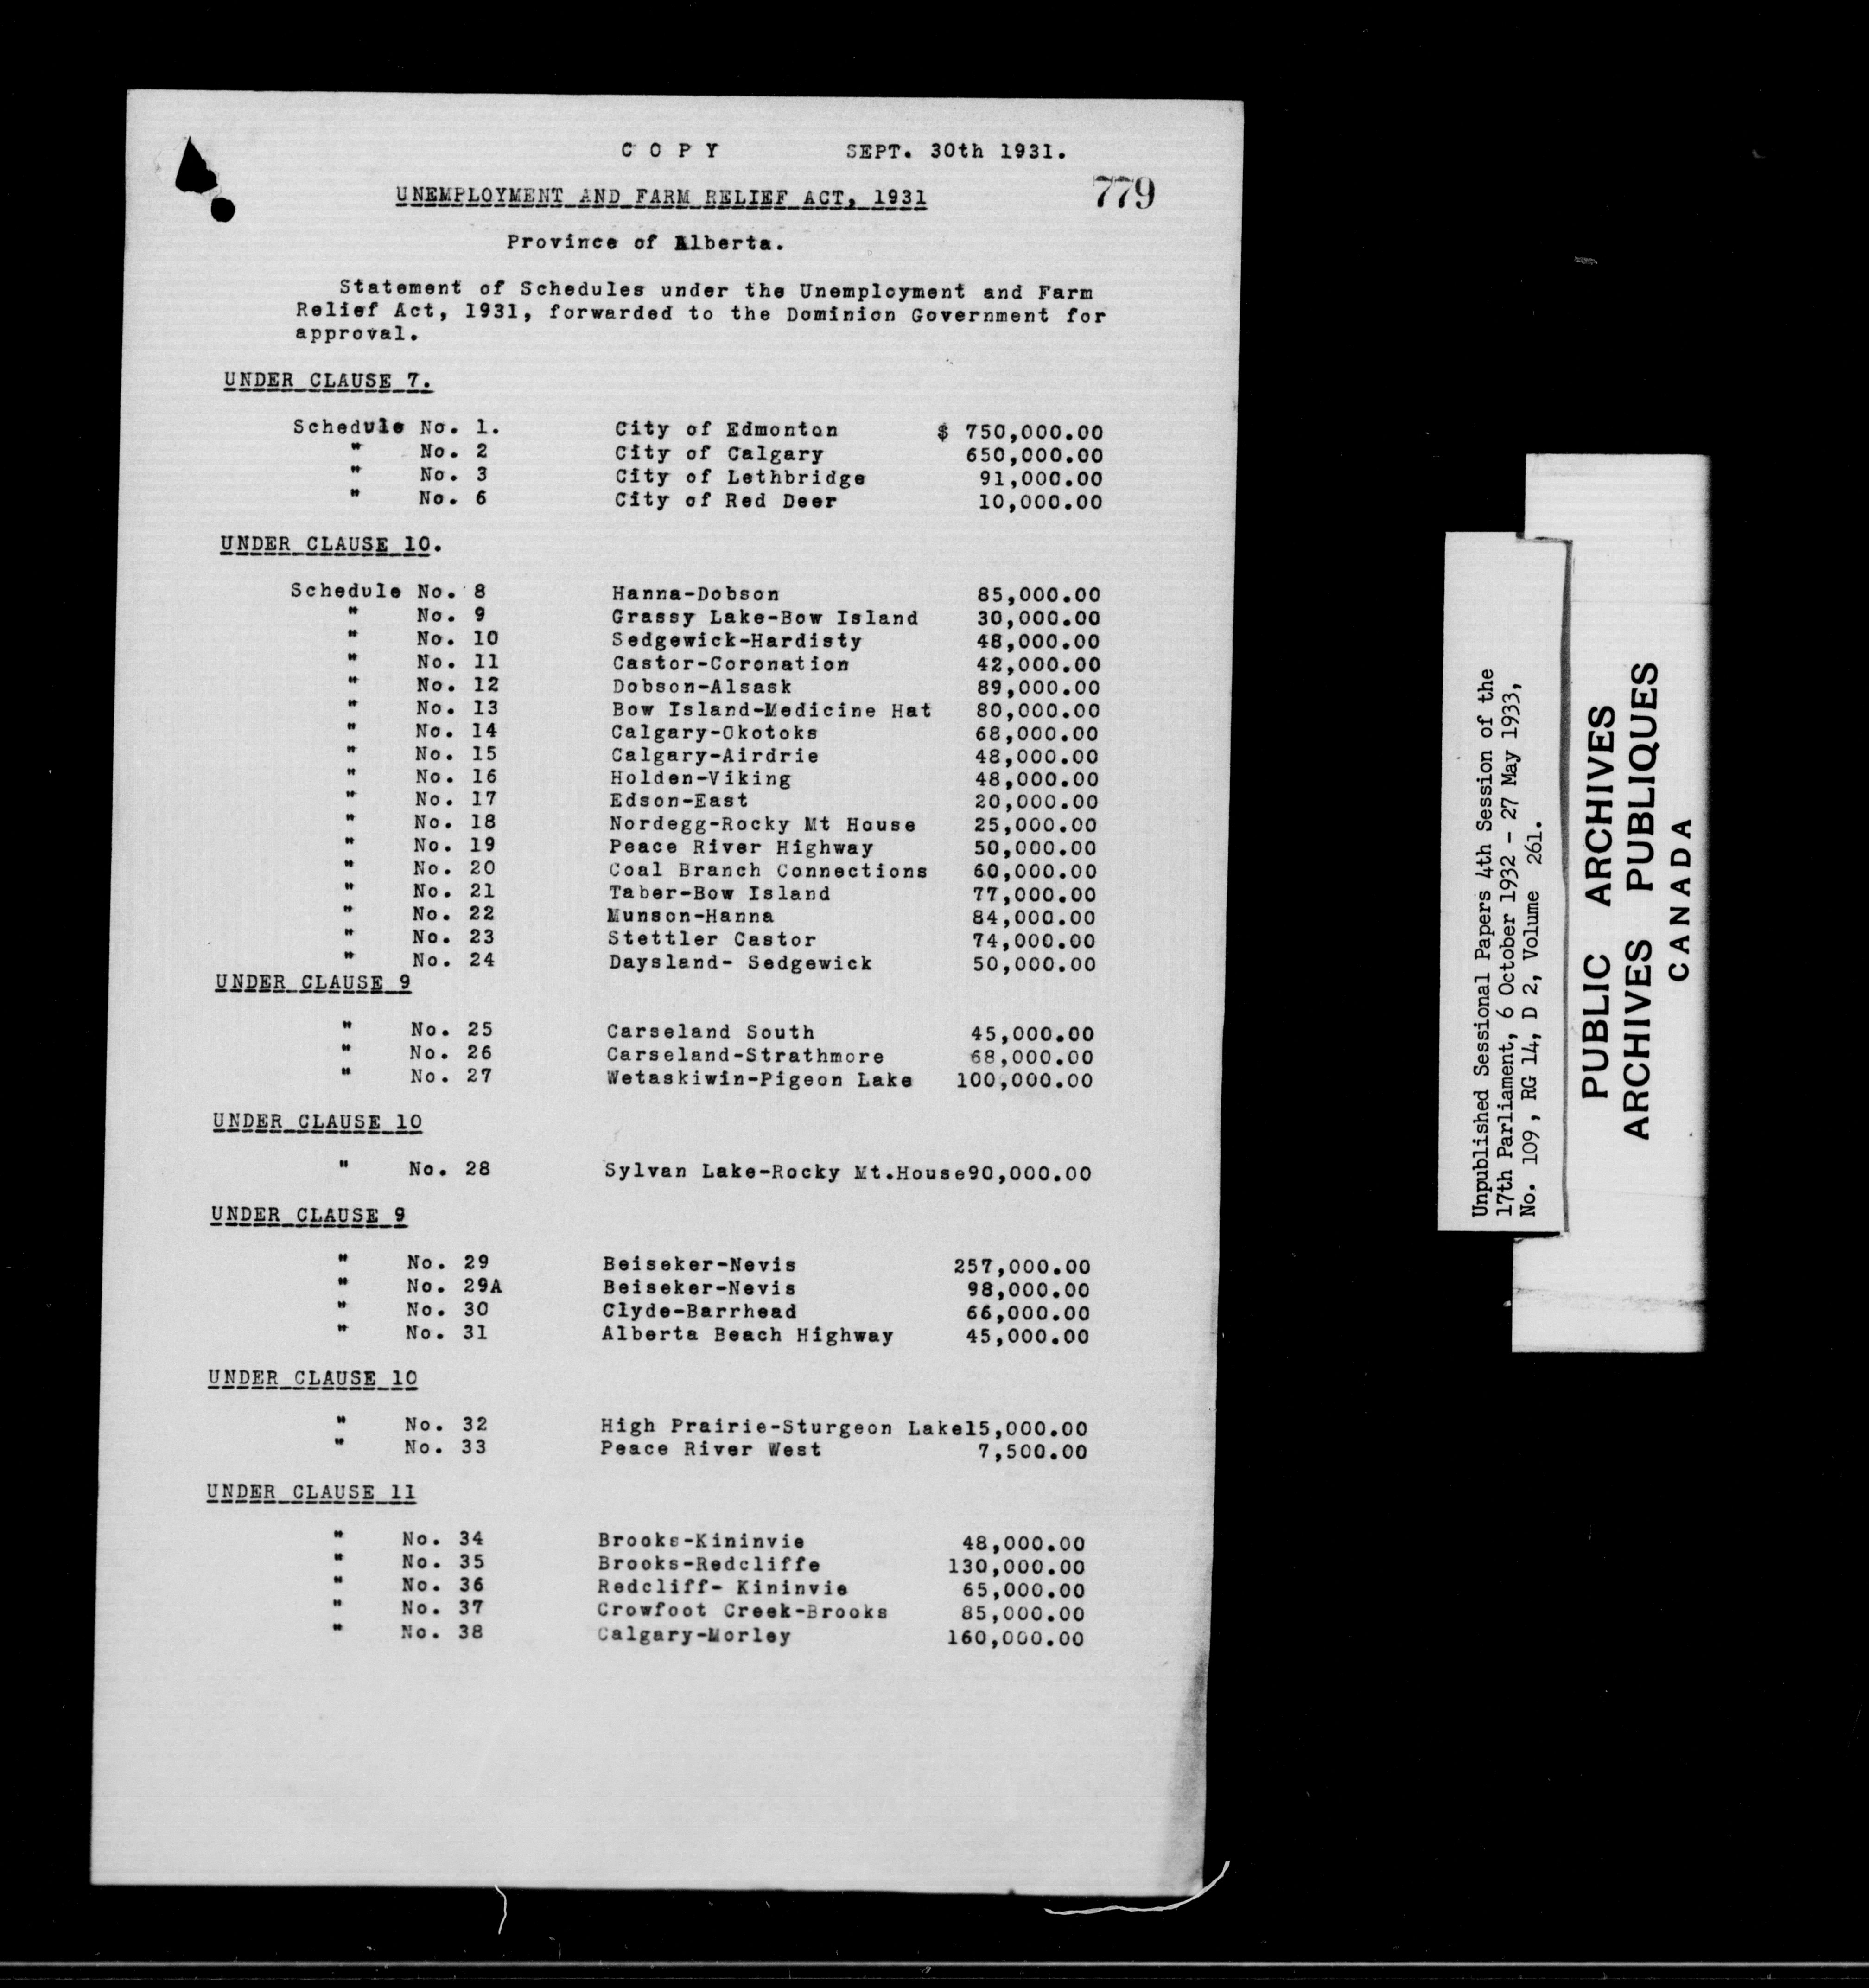 COPY SEPT. 30th 1931.
779
UNEMPLOYMENT AND FARM RELIEF ACT, 1931
Province of Alberta.
Statement of Schedules under the Unemployment and Farm
Relief Act, 1931, forwarded to the Dominion Government for
approval.
UNDER CLAUSE 7.
Schedule No. 1. City of Edmonton $ 750,000.00
" No. 2 City of Calgary 650,000.00
" No. 3 City of Lethbridge 91,000.00
" No. 6 City of Red Deer 10,000.00
UNDER CLAUSE 10.
Schedule No. 8 Hanna-Dobson 85,000.00
" No. 9 Grassy Lake-Bow Island 30,000.00
" No. 10 Sedgewick-Hardisty 48,000.00
" No. 11 Castor-Coronation 42,000.00
" No. 12 Dobson-Alsask 89,000.00
" No. 13 Bow Island-Medicine Hat 80,000.00
" No. 14 Calgary-Okotoks 68,000.00
" No. 15 Calgary-Airdrie 48,000.00
" No. 16 Holden-Viking 48,000.00
" No. 17 Edson-East 20,000.00
" No. 18 Nordegg-Rocky Mt House 25,000.00
" No. 19 Peace River Highway 50,000.00
" No. 20 Coal Branch Connections 60,000.00
" No. 21 Taber-Bow Island 77,000.00
" No. 22 Munson-Hanna 84,000.00
" No. 23 Stettler Castor 74,000.00
" No. 24 Daysland- Sedgewick 50,000.00
UNDER CLAUSE 9
" No. 25 Carseland South 45,000.00
" No. 26 Carseland-Strathmore 68,000.00
" No. 27 Wetaskiwin-Pigeon Lake 100,000.00
UNDER CLAUSE 10
" No. 28 Sylvan Lake-Rocky Mt.House90,000.00
UNDER CLAUSE 9
" No. 29 Beiseker-Nevis 257,000.00
" No. 29A Beiseker-Nevis 98,000.00
" No. 30 Clyde-Barrhead 66,000.00
" No. 31 Alberta Beach Highway 45,000.00
UNDER CLAUSE 10
" No. 32 High Prairie-Sturgeon Lake15,000.00
" No. 33 Peace River West 7,500.00
UNDER CLAUSE 11
" No. 34 Brooks-Kininvie 48,000.00
" No. 35 Brooks-Redcliffe 130,000.00
" No. 36 Redcliff- Kininvie 65,000.00
" No. 37 Crowfoot Creek-Brooks 85,000.00
" No. 38 Calgary-Morley 160,000.00
Unpublished Sessional Papers 4th Session of the
17th Parliament, 6 October 1932 - 27 May 1933,
No. 109, RG 14, D 2, Volume 261.
PUBLIC ARCHIVES
ARCHIVES PUBLIQUES
CANADA